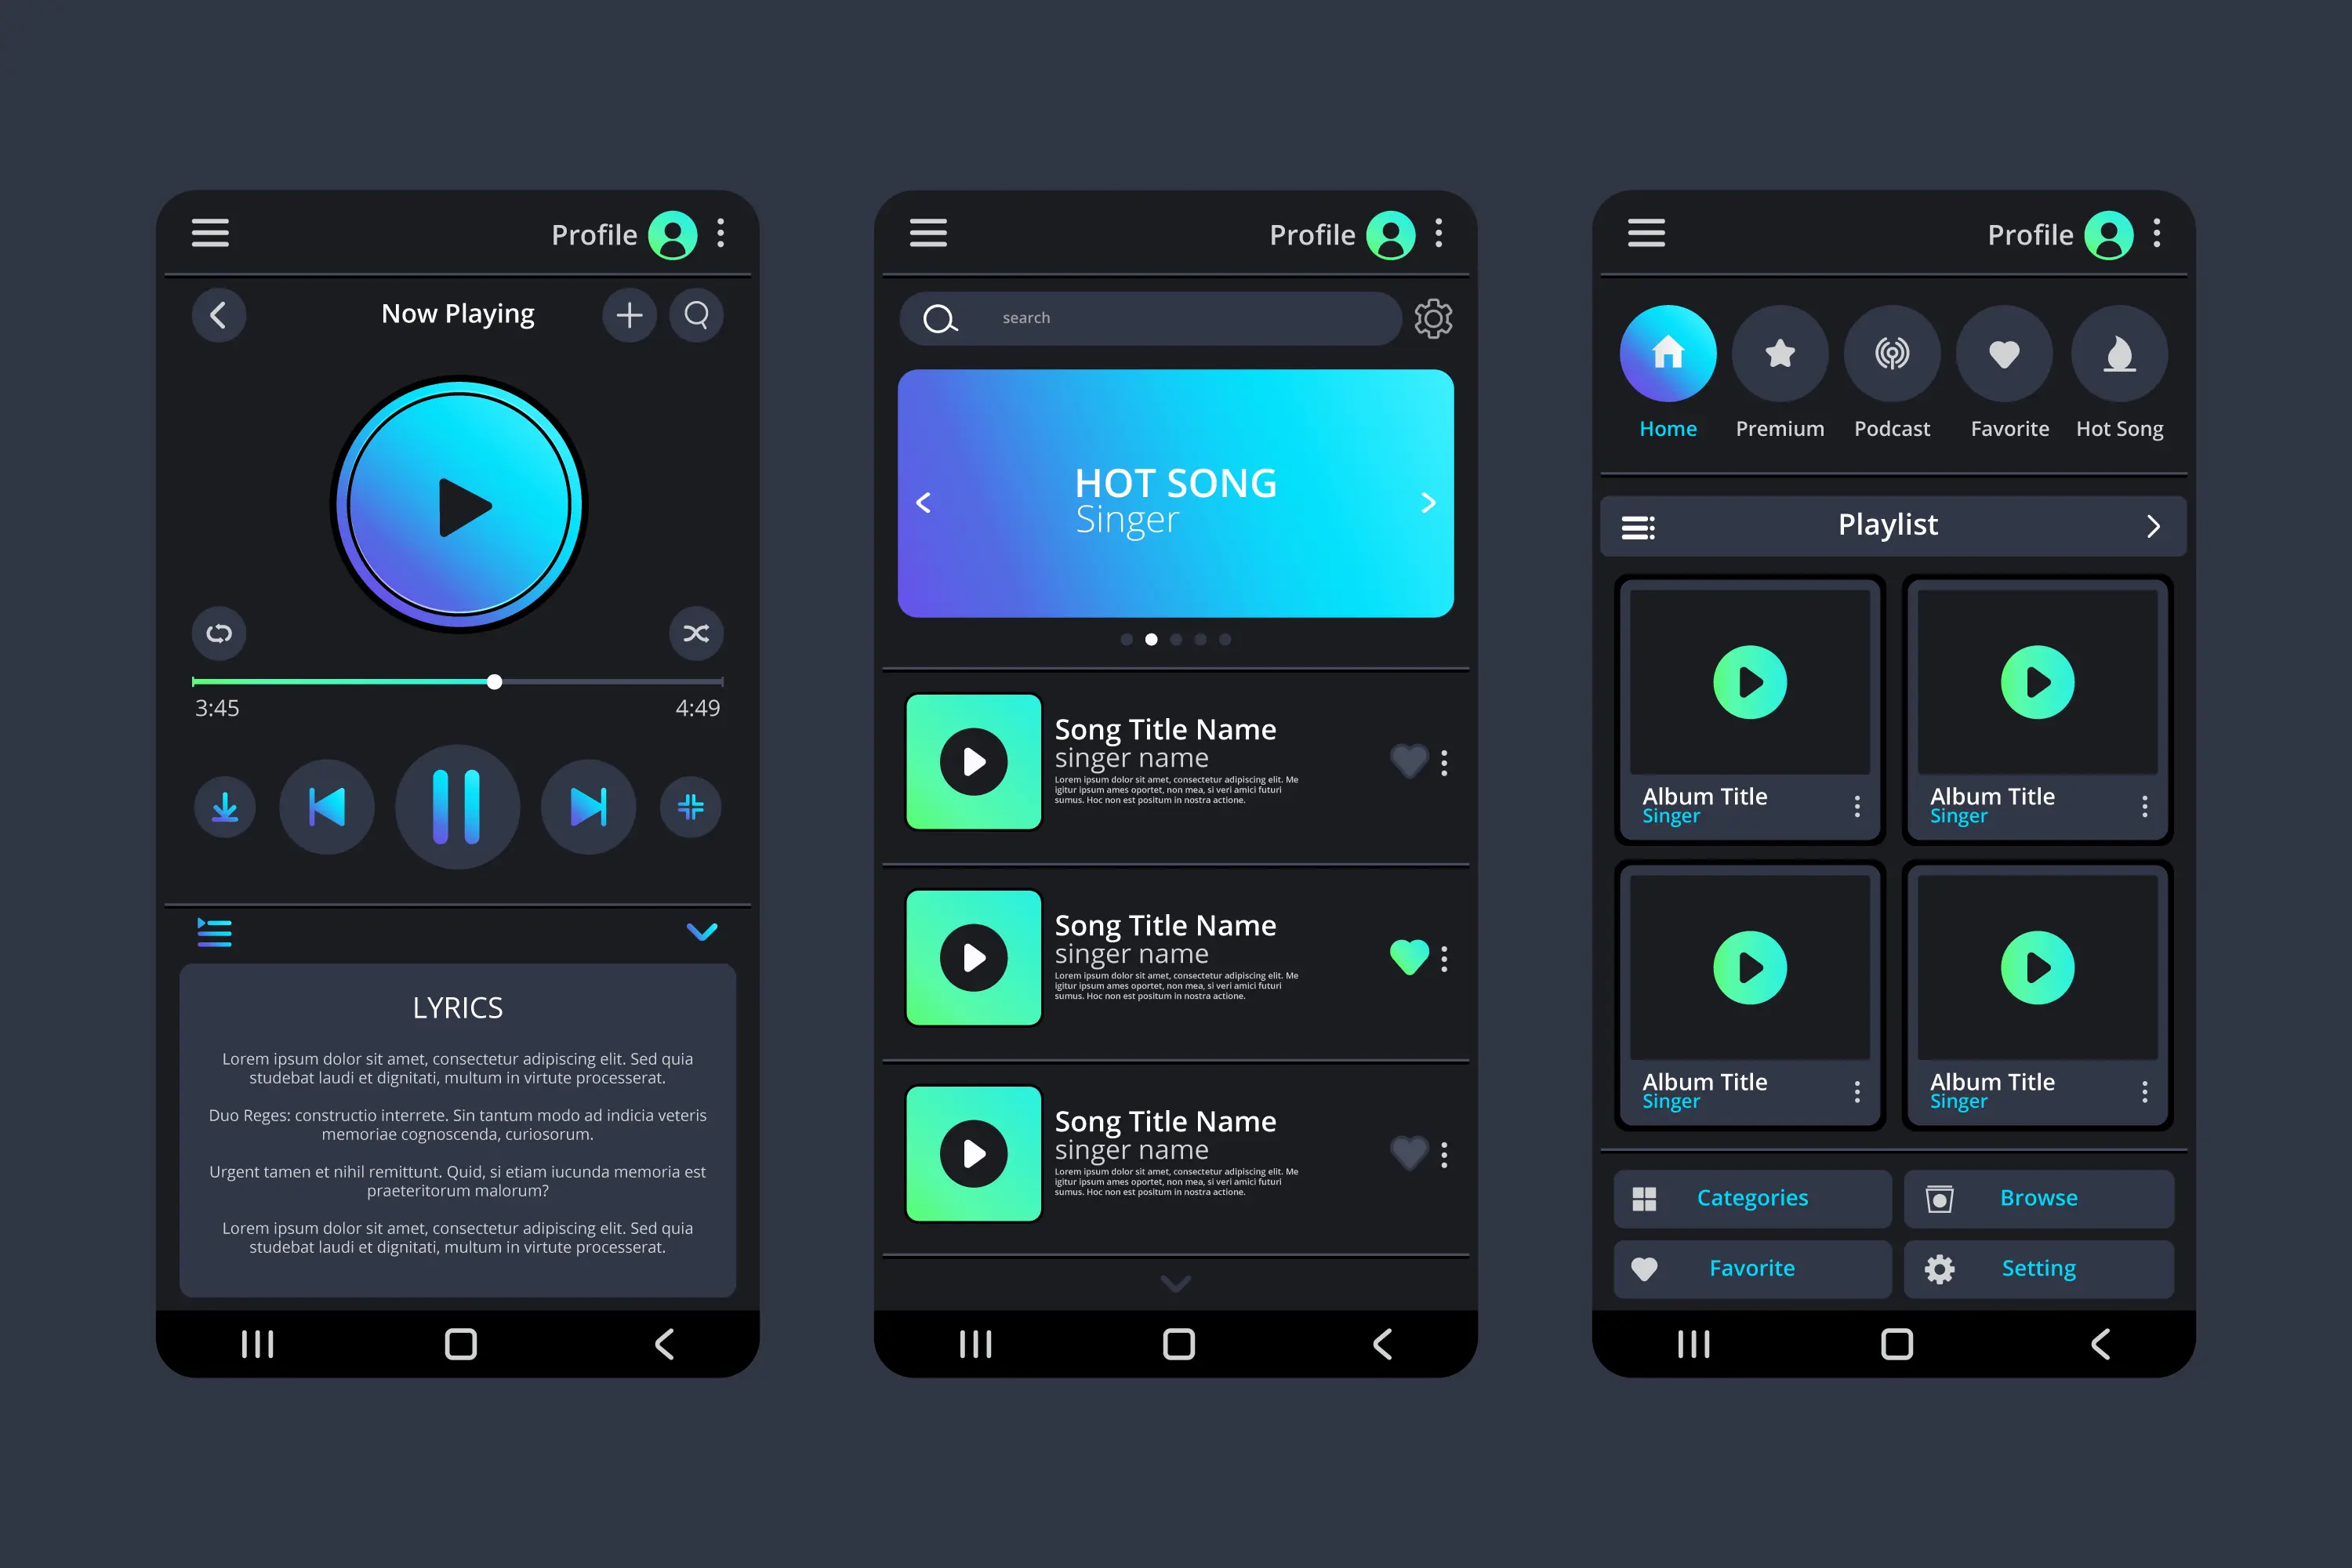 Profile
Now Playing
3:45
4:49
LYRICS
Lorem ipsum dolor sit amet, consectetur adipiscing elit. Sed quia
studebat laudi et dignitati, multum in virtute processerat.
Duo Reges: constructio interrete. Sin tantum modo ad indicia veteris
memoriae cognoscenda, curiosorum.
Urgent tamen et nihil remittunt. Quid, si etiam iucunda memoria est
praeteritorum malorum?
Lorem ipsum dolor sit amet, consectetur adipiscing elit. Sed quia
studebat laudi et dignitati, multum in virtute processerat.
Profile
search
HOT SONG
Singer
Song Title Name
singer name
Lorem ipsum dolor sit amet, consectetur adipiscing elit. Me
igitur ipsum ames oportet, non mea, si veri amici futuri
sumus. Hoc non est positum in nostra actione.
Song Title Name
singer name
Lorem ipsum dolor sit amet, consectetur adipiscing elit. Me
igitur ipsum ames oportet, non mea, si veri amici futuri
sumus. Hoc non est positum in nostra actione.
Song Title Name
singer name
Lorem ipsum dolor sit amet, consectetur adipiscing elit. Me
igitur ipsum ames oportet, non mea, si veri amici futuri
sumus. Hoc non est positum in nostra actione.
Profile
Home
Premium
Podcast
Favorite
Hot Song
Playlist
Album Title
Singer
Album Title
Singer
Album Title
Singer
Album Title
Singer
Categories
Browse
Favorite
Setting